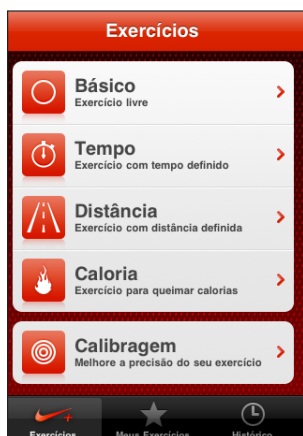 Exercícios
Básico
Exercício livre
Tempo
Exercício com tempo definido
Distância
Exercício com distância definida
Caloria
Exercício para queimar calorias
Calibragem
Melhore a precisão do seu exercício
Exercícios Meus Exercícios Histórico